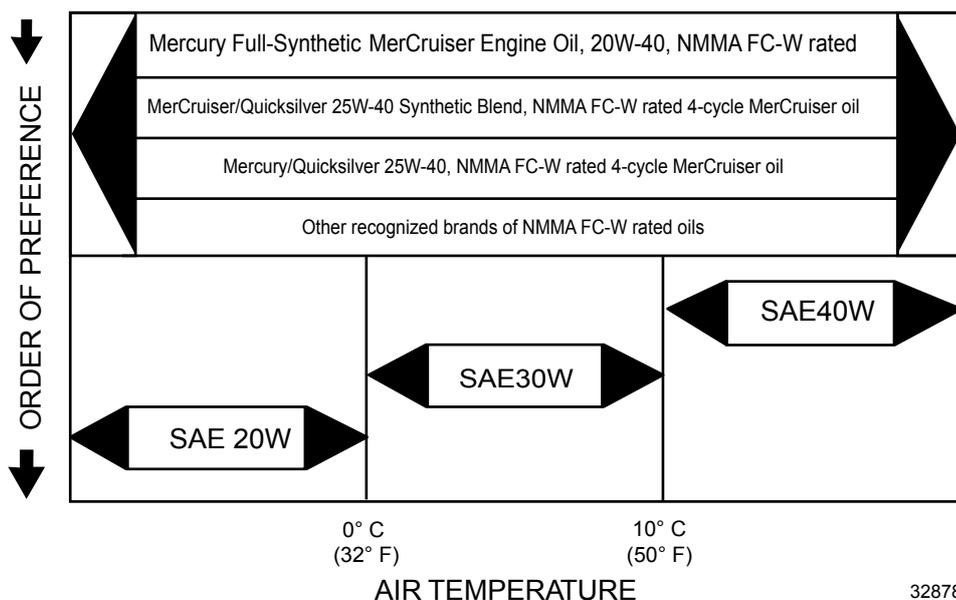 ORDER OF PREFERENCE
Mercury Full-Synthetic MerCruiser Engine Oil, 20W-40, NMMA FC-W rated
MerCruiser/Quicksilver 25W-40 Synthetic Blend, NMMA FC-W rated 4-cycle MerCruiser oil
Mercury/Quicksilver 25W-40, NMMA FC-W rated 4-cycle MerCruiser oil
Other recognized brands of NMMA FC-W rated oils
SAE40W
SAE30W
SAE 20W
0° C
(32° F)
10° C
(50° F)
AIR TEMPERATURE
32878